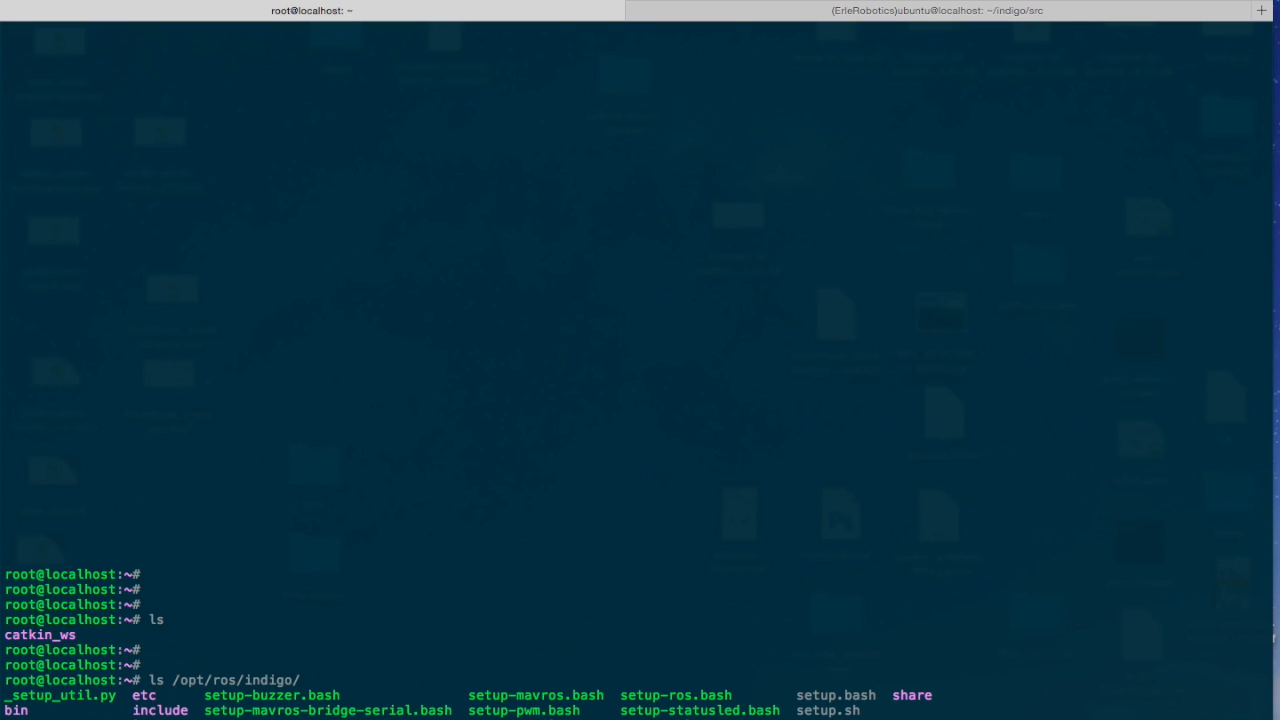 root@localhost: ~
(ErleRobotics)ubuntu@localhost: ~/indigo/src
+
root@localhost:~#
root@localhost:~#
root@localhost:~#
root@localhost:~# ls
catkin_ws
root@localhost:~#
root@localhost:~#
root@localhost:~# ls /opt/ros/indigo/
_setup_util.py etc setup-buzzer.bash setup-mavros.bash setup-ros.bash setup.bash share
bin include setup-mavros-bridge-serial.bash setup-pwm.bash setup-statusled.bash setup.sh